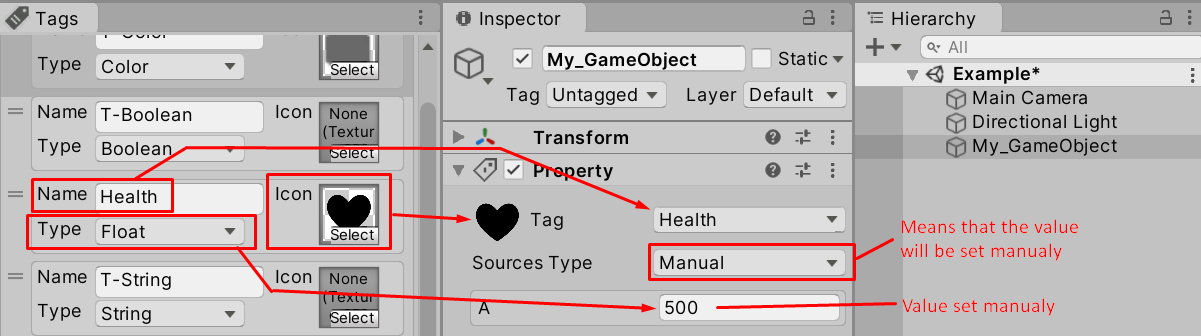 Tags
T-Color
Type Color
Select
Name T-Boolean Icon None
(Textur
Type Boolean Select
Name Health Icon
Type Float Select
Name T-String Icon None
(Textur
Type String Select
Inspector
My_GameObject Static
Tag Untagged Layer Default
Transform
Property
Tag Health
Sources Type Manual
A 500
Hierarchy
All
Example*
Main Camera
Directional Light
My_GameObject
Means that the value
will be set manualy
Value set manualy